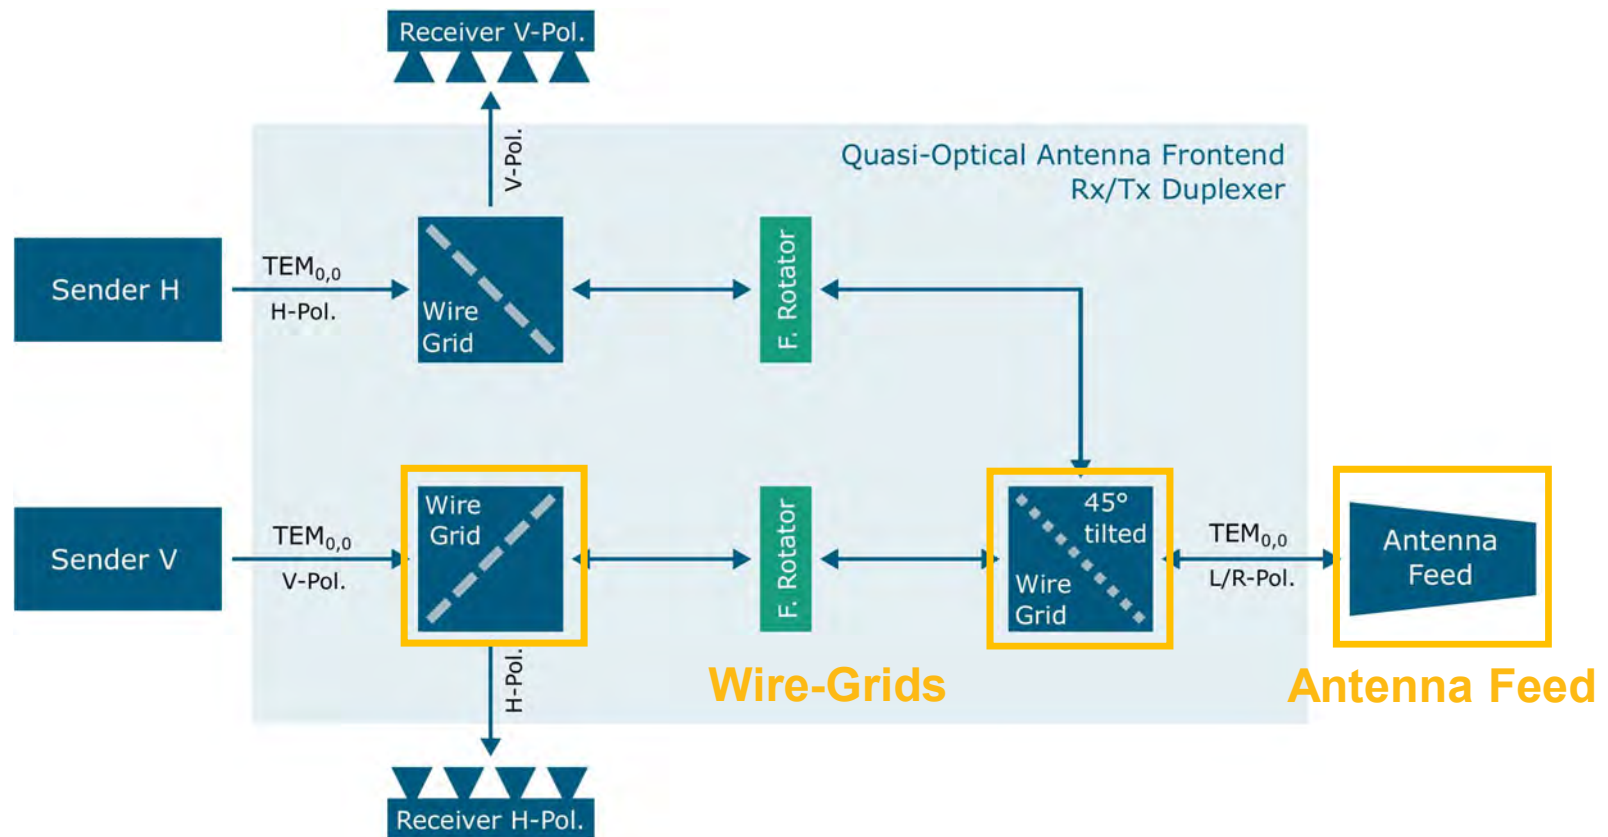 Receiver V-Pol.
V-Pol.
Quasi-Optical Antenna Frontend
Rx/Tx Duplexer
Sender H
TEM0,0
H-Pol.
Wire
Grid
F. Rotator
Sender V
TEM0,0
V-Pol.
Wire
Grid
F. Rotator
45°
tilted
Wire
Grid
TEM0,0
L/R-Pol.
Antenna
Feed
H-Pol.
Wire-Grids
Antenna Feed
Receiver H-Pol.